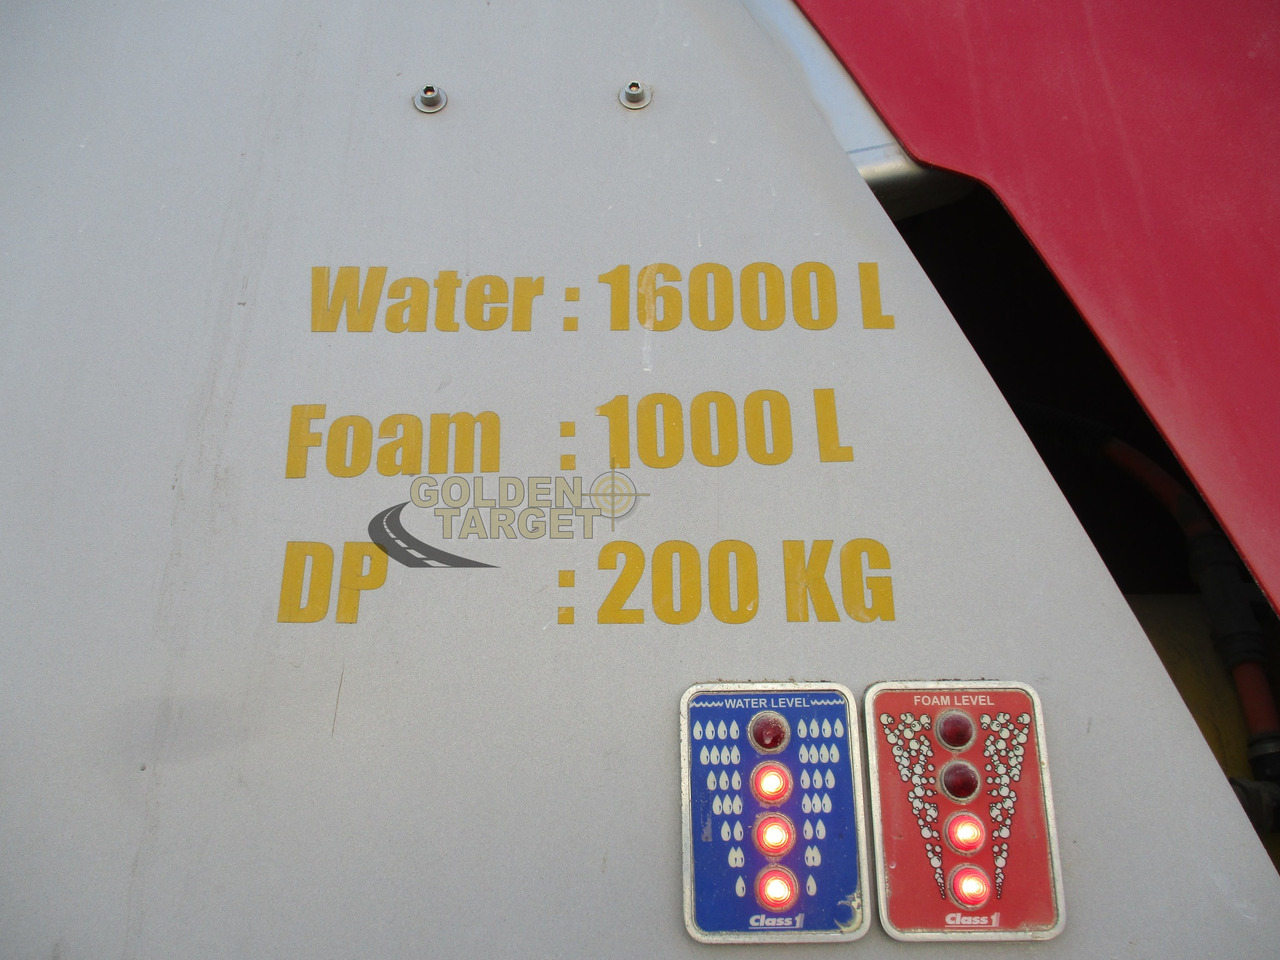 Water : 16000 L
Foam : 1000 L
GOLDEN
TARGET
DP : 200 KG
WATER LEVEL
Class 1
FOAM LEVEL
Class 1